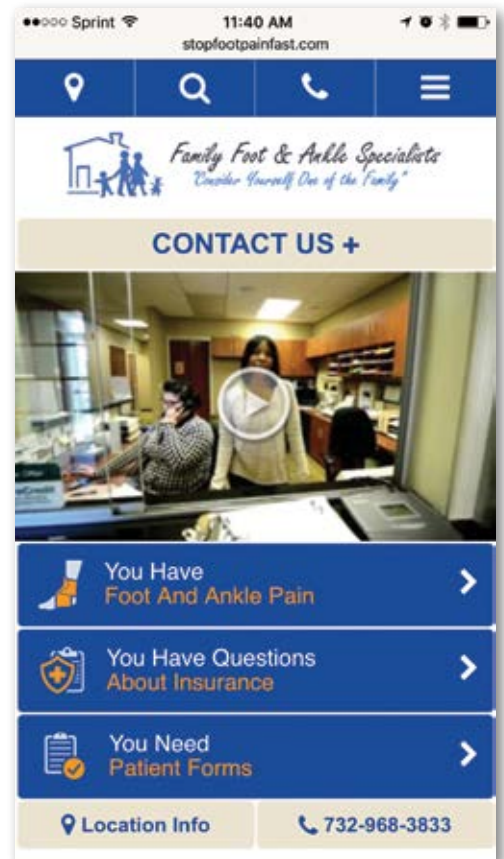 Sprint 11:40 AM
stopfootpainfast.com
Family Foot & Ankle Specialists
"Consider Yourself One of the Family"
CONTACT US +
You Have
Foot And Ankle Pain
You Have Questions
About Insurance
You Need
Patient Forms
Location Info 732-968-3833